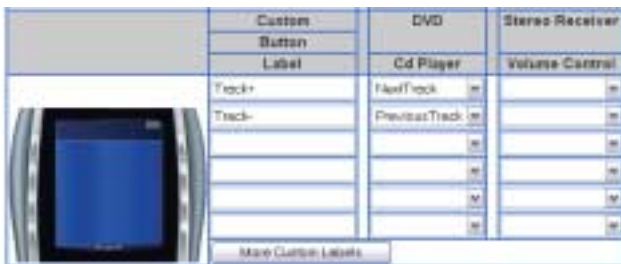 Custom DVD Stereo Receiver
Button
Label Cd Player Volume Control
Track+ NextTrack
Track- PreviousTrack
More Custom Labels